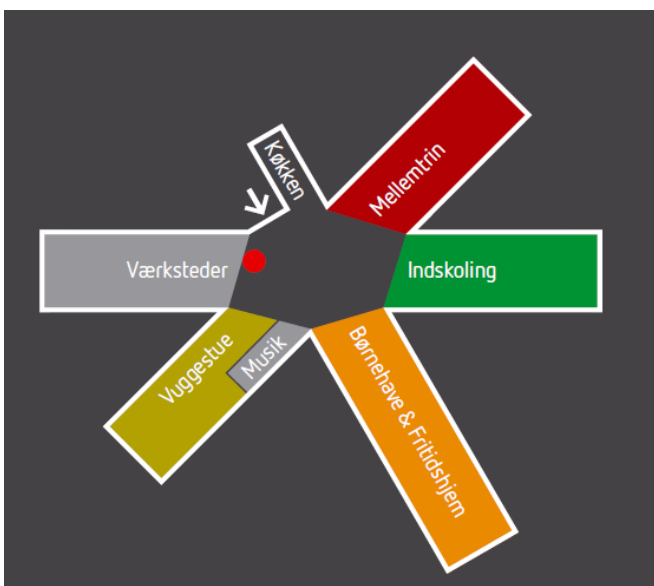 Køkken
Mellemtrin
Værksteder
Indskoling
Vuggestue
Musik
Børnehave & Fritidshjem